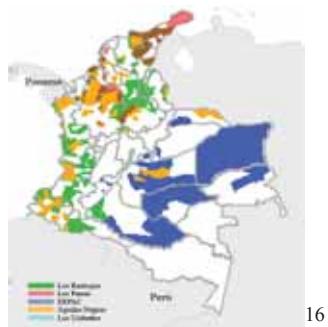 Panamá
Perú
Los Rastrojos
Los Paisas
ERPAC
Águilas Negras
Los Urabeños
16